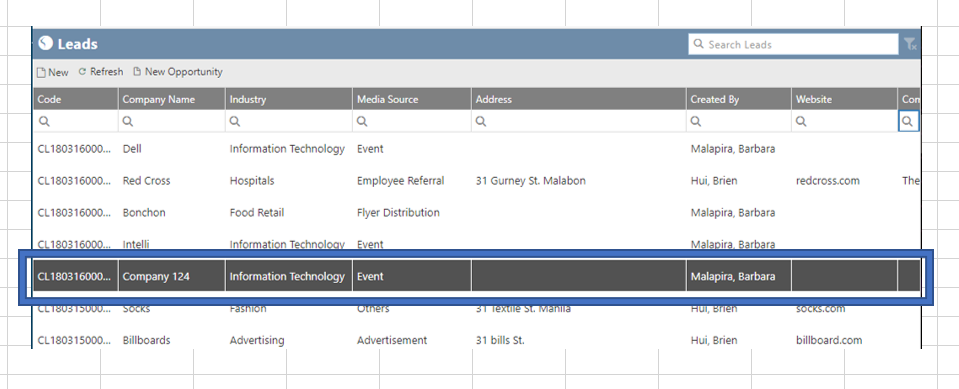 Leads
Search Leads
New Refresh New Opportunity
Code Company Name Industry Media Source Address Created By Website Con
CL180316000... Dell Information Technology Event Malapira, Barbara
CL180316000... Red Cross Hospitals Employee Referral 31 Gurney St. Malabon Hui, Brien redcross.com The
CL180316000... Bonchon Food Retail Flyer Distribution Malapira, Barbara
CL180316000... Intelli Information Technology Event Malapira, Barbara
CL180316000... Company 124 Information Technology Event Malapira, Barbara
CL180315000... Socks Fashion Others 31 Textile St. Manila Hui, Brien socks.com
CL180315000... Billboards Advertising Advertisement 31 bills St. Hui, Brien billboard.com